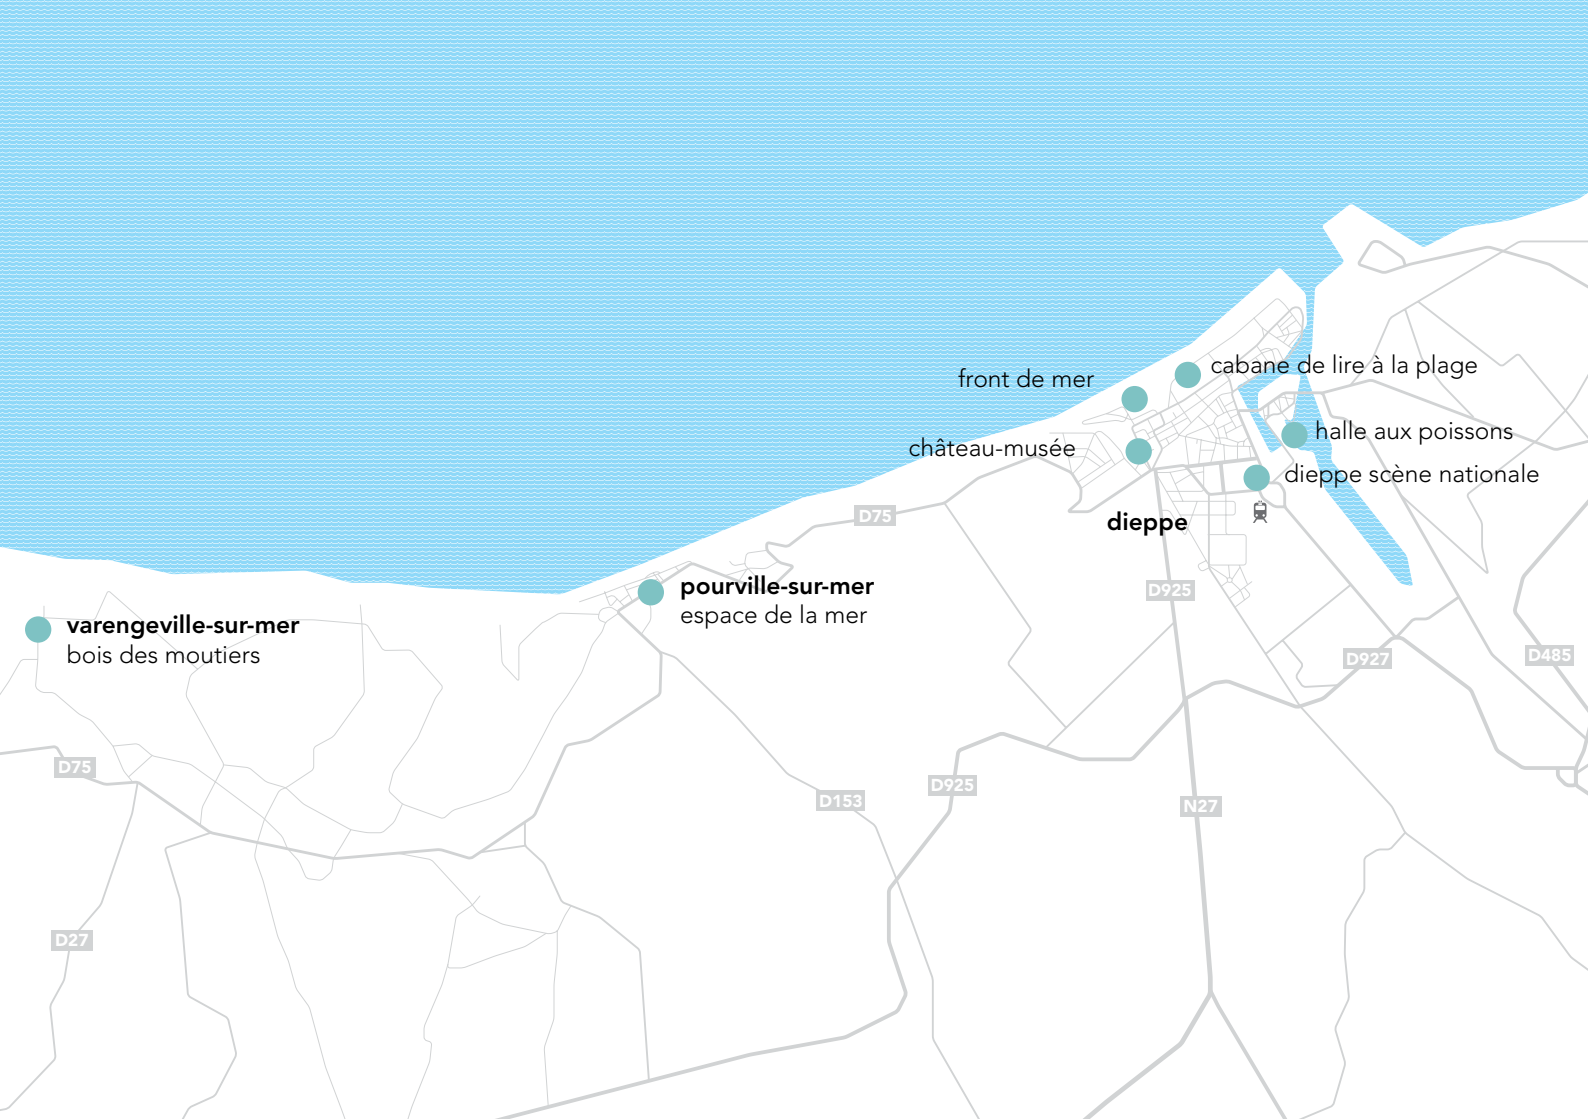 cabane de lire à la plage
front de mer
halle aux poissons
château-musée
dieppe scène nationale
D75
dieppe
pourville-sur-mer
espace de la mer
D925
varengeville-sur-mer
bois des moutiers
D927
D485
D75
D925
D153
N27
D27